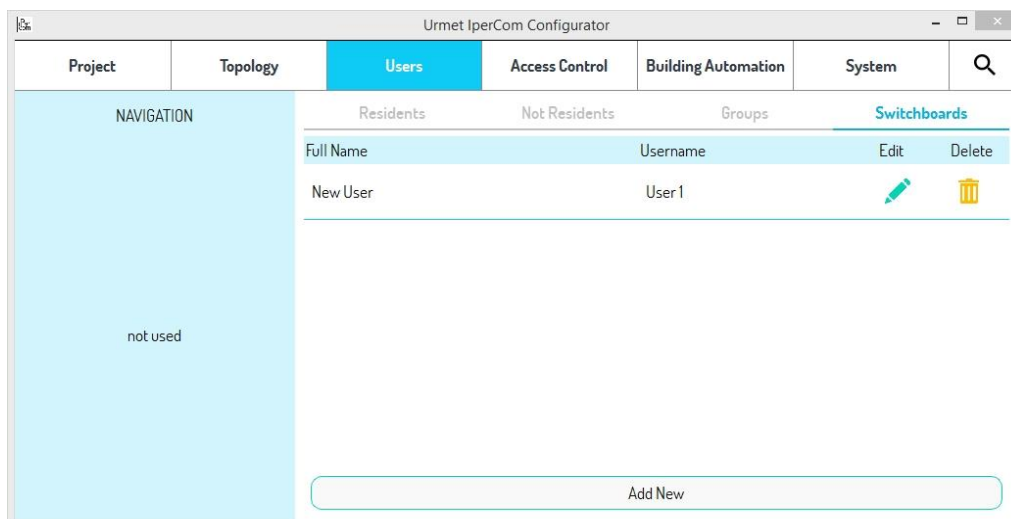 Urmet IperCom Configurator
Project Topology Users Access Control Building Automation System
NAVIGATION
Residents Not Residents Groups Switchboards
Full Name Username Edit Delete
New User User 1
not used
Add New